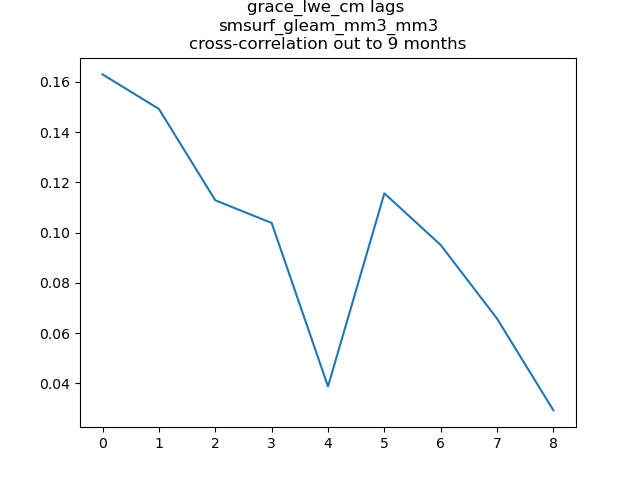 grace_lwe_cm lags
smsurf_gleam_mm3_mm3
cross-correlation out to 9 months
0.16
0.14
0.12
0.10
0.08
0.06
0.04
0 1 2 3 4 5 6 7 8